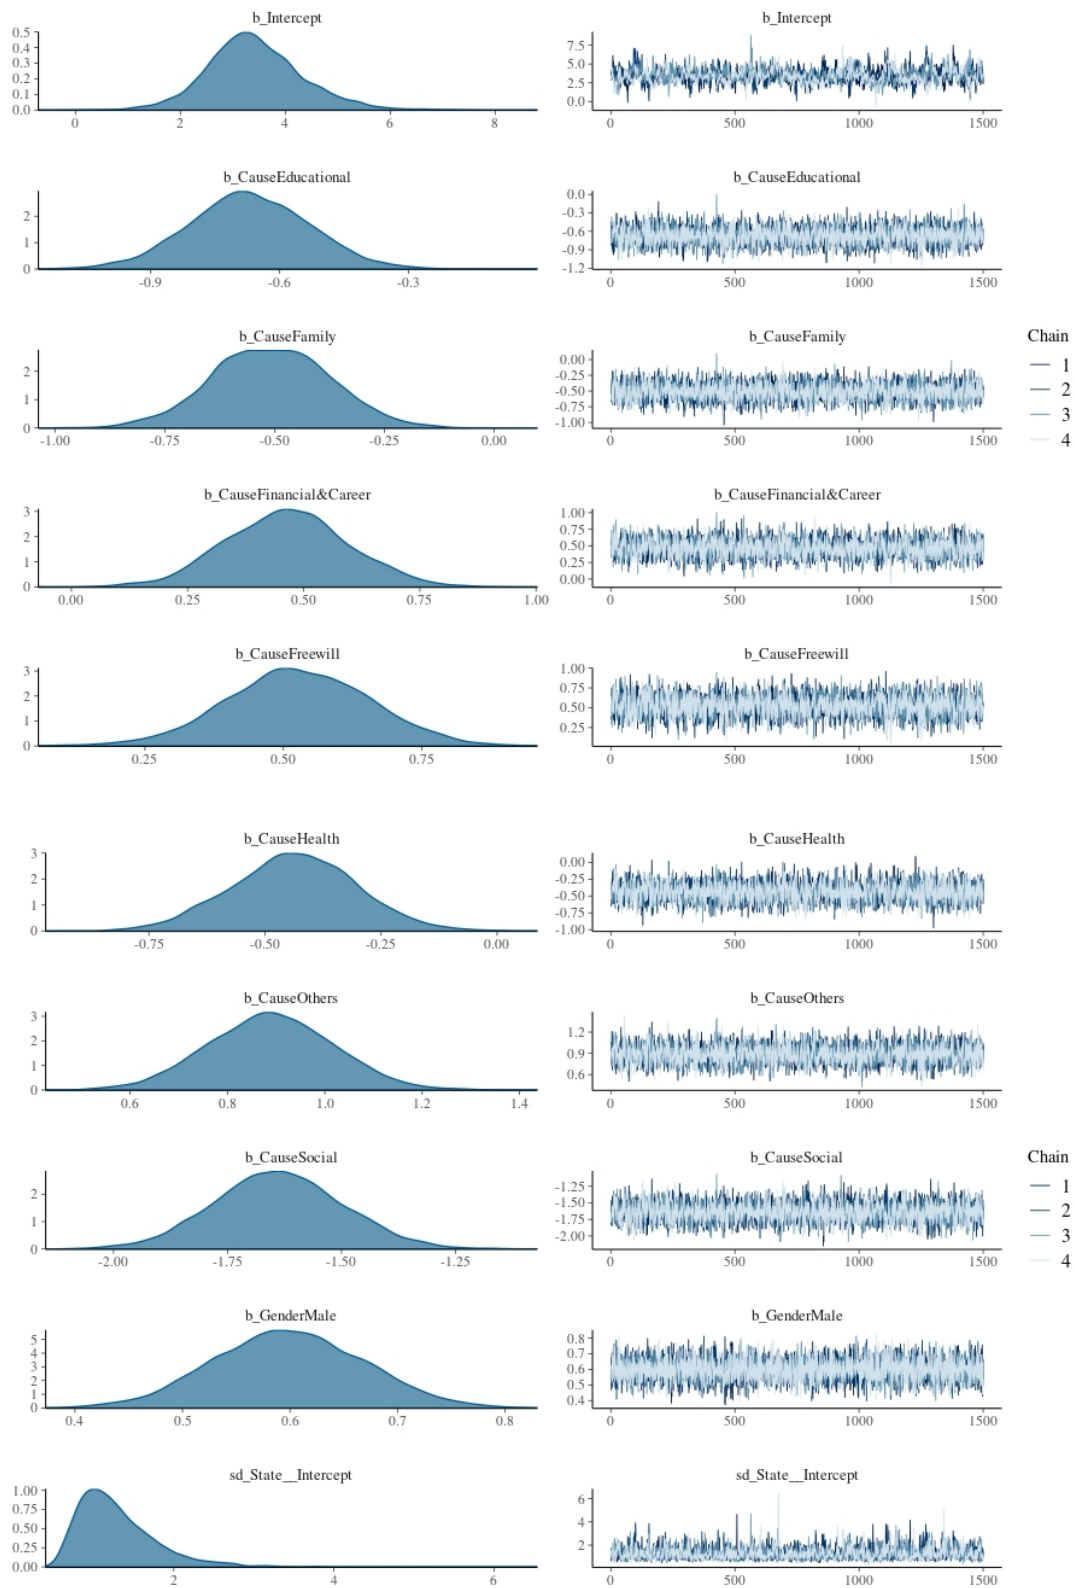 b_Intercept
0.5
0.4
0.3
0.2
0.1
0.0
0 2 4 6 8
b_Intercept
7.5
5.0
2.5
0.0
0 500 1000 1500
b_CauseEducational
2
1
0
-0.9 -0.6 -0.3
b_CauseEducational
0.0
-0.3
-0.6
-0.9
-1.2
0 500 1000 1500
b_CauseFamily
2
1
0
-1.00 -0.75 -0.50 -0.25 0.00
b_CauseFamily
0.00
-0.25
-0.50
-0.75
-1.00
0 500 1000 1500
Chain
1
2
3
4
b_CauseFinancial&Career
3
2
1
0
0.00 0.25 0.50 0.75 1.00
b_CauseFinancial&Career
1.00
0.75
0.50
0.25
0.00
0 500 1000 1500
b_CauseFreewill
3
2
1
0
0.25 0.50 0.75
b_CauseFreewill
1.00
0.75
0.50
0.25
0 500 1000 1500
b_CauseHealth
3
2
1
0
-0.75 -0.50 -0.25 0.00
b_CauseHealth
0.00
-0.25
-0.50
-0.75
-1.00
0 500 1000 1500
b_CauseOthers
3
2
1
0
0.6 0.8 1.0 1.2 1.4
b_CauseOthers
1.2
0.9
0.6
0 500 1000 1500
b_CauseSocial
2
1
0
-2.00 -1.75 -1.50 -1.25
b_CauseSocial
-1.25
-1.50
-1.75
-2.00
0 500 1000 1500
Chain
1
2
3
4
b_GenderMale
5
4
3
2
1
0
0.4 0.5 0.6 0.7 0.8
b_GenderMale
0.8
0.7
0.6
0.5
0.4
0 500 1000 1500
sd_State__Intercept
1.00
0.75
0.50
0.25
0.00
2 4 6
sd_State__Intercept
6
4
2
0 500 1000 1500